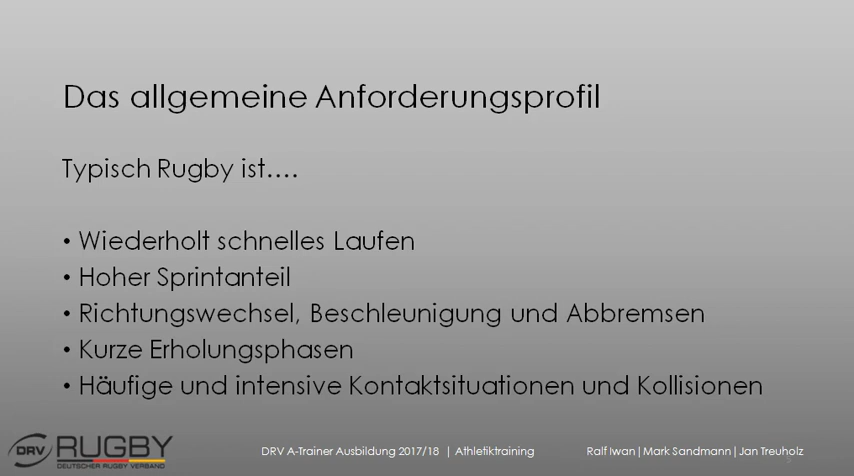 Das allgemeine Anforderungsprofil
Typisch Rugby ist....
• Wiederholt schnelles Laufen
• Hoher Sprintanteil
• Richtungswechsel, Beschleunigung und Abbremsen
• Kurze Erholungsphasen
• Häufige und intensive Kontaktsituationen und Kollisionen
DRV RUGBY
DEUTSCHER RUGBY VERBAND
DRV A-Trainer Ausbildung 2017/18 | Athletiktraining
Ralf Iwan|Mark Sandmann|Jan Treuholz